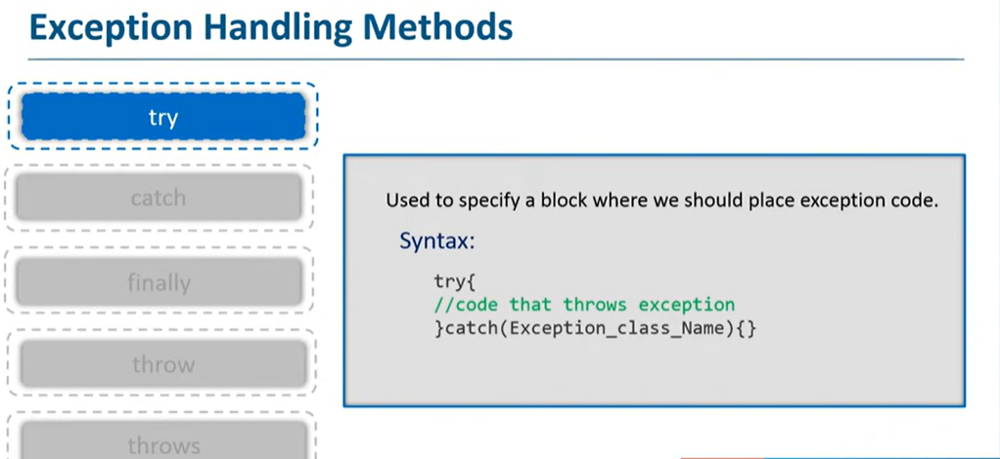 Exception Handling Methods
try
catch
finally
throw
throws
Used to specify a block where we should place exception code.
Syntax:
try{
//code that throws exception
}catch(Exception_class_Name){}